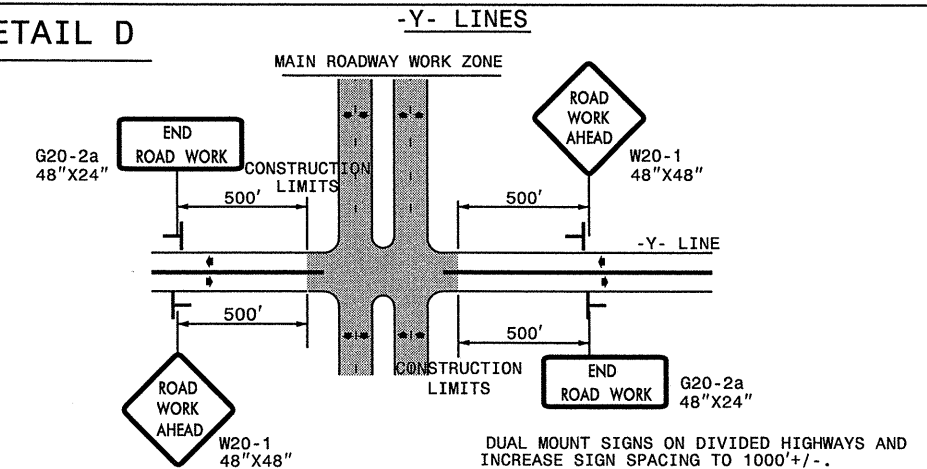 ETAIL D
-Y- LINES
MAIN ROADWAY WORK ZONE
END
ROAD WORK
G20-2a
48"X24"
CONSTRUCTION
LIMITS
500'
ROAD
WORK
AHEAD
W20-1
48"X48"
500'
-Y- LINE
500'
500'
ROAD
WORK
AHEAD
W20-1
48"X48"
CONSTRUCTION
LIMITS
END
ROAD WORK
G20-2a
48"X24"
DUAL MOUNT SIGNS ON DIVIDED HIGHWAYS AND
INCREASE SIGN SPACING TO 1000'+/-.